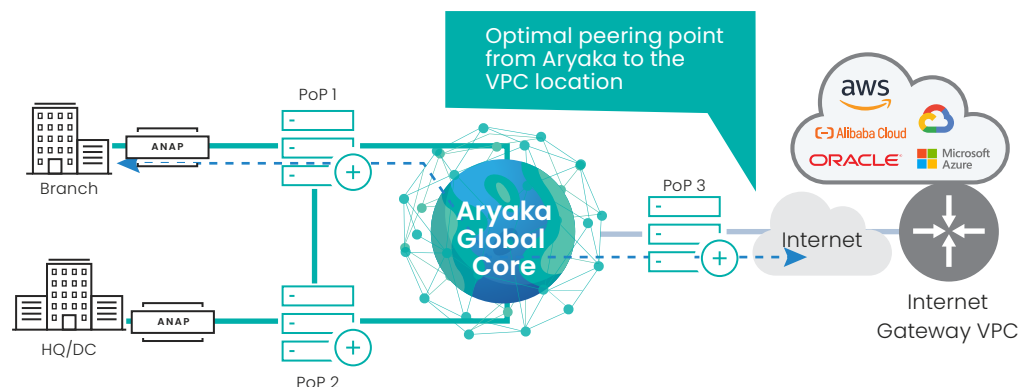 Optimal peering point
from Aryaka to the
VPC location
PoP 1
ANAP
Branch
aws
Alibaba Cloud
ORACLE
Microsoft
Azure
PoP 3
Aryaka
Global
Core
Internet
Internet
Gateway VPC
ANAP
HQ/DC
PoP 2